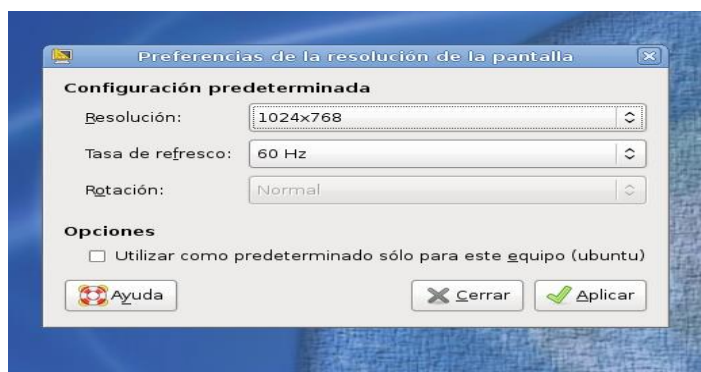 Preferencias de la resolución de la pantalla
Configuración predeterminada
Resolución: 1024x768
Tasa de refresco: 60 Hz
Rotación: Normal
Opciones
Utilizar como predeterminado sólo para este equipo (ubuntu)
Ayuda Cerrar Aplicar